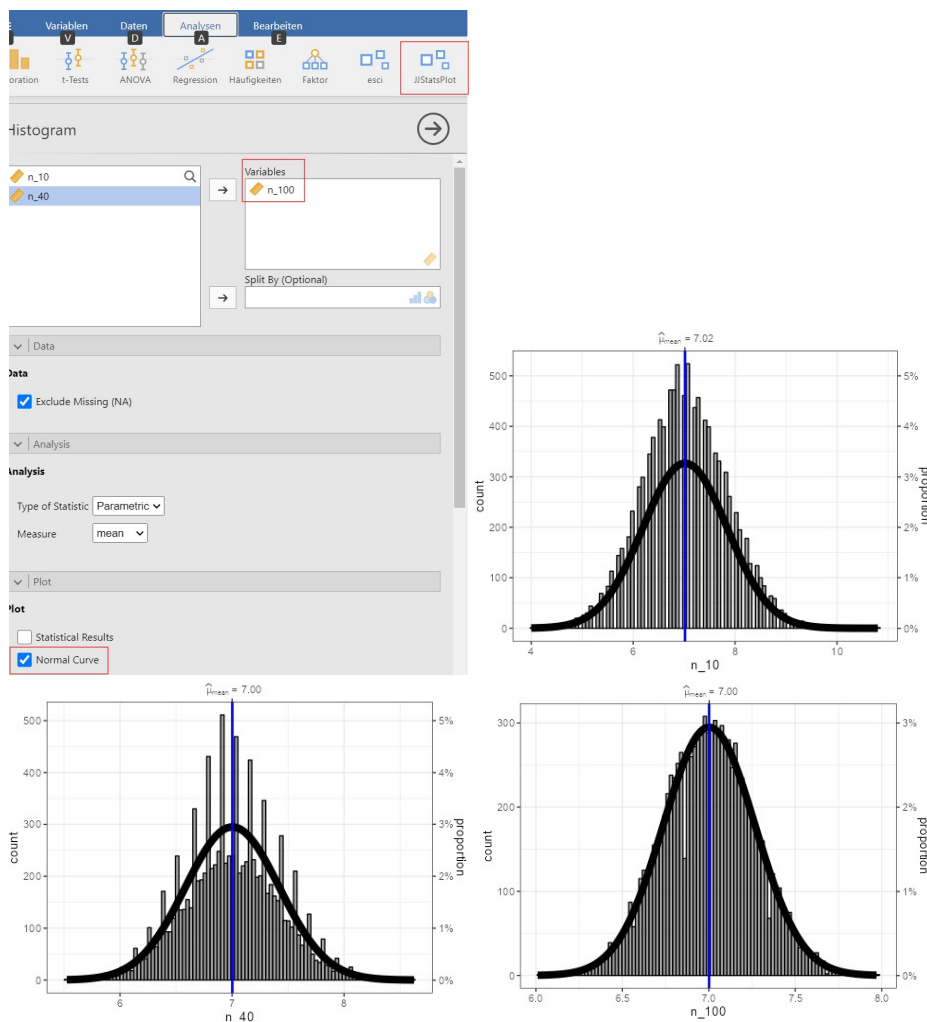 E Variablen Daten Analysen Bearbeiten
V D A E
oration t-Tests ANOVA Regression Häufigkeiten Faktor esci JJStatsPlot
Histogram
n_10
n_40
Variables
n_100
Split By (Optional)
Data
Data
Exclude Missing (NA)
Analysis
Analysis
Type of Statistic Parametric
Measure mean
Plot
Plot
Statistical Results
Normal Curve
μ̂mean = 7.02
500 5%
400 4%
300 3%
200 2%
100 1%
0 0%
count
proportion
4 6 8 10
n_10
μ̂mean = 7.00
500 5%
400 4%
300 3%
200 2%
100 1%
0 0%
count
proportion
6 7 8
n_40
μ̂mean = 7.00
300 3%
200 2%
100 1%
0 0%
count
proportion
6.0 6.5 7.0 7.5 8.0
n_100